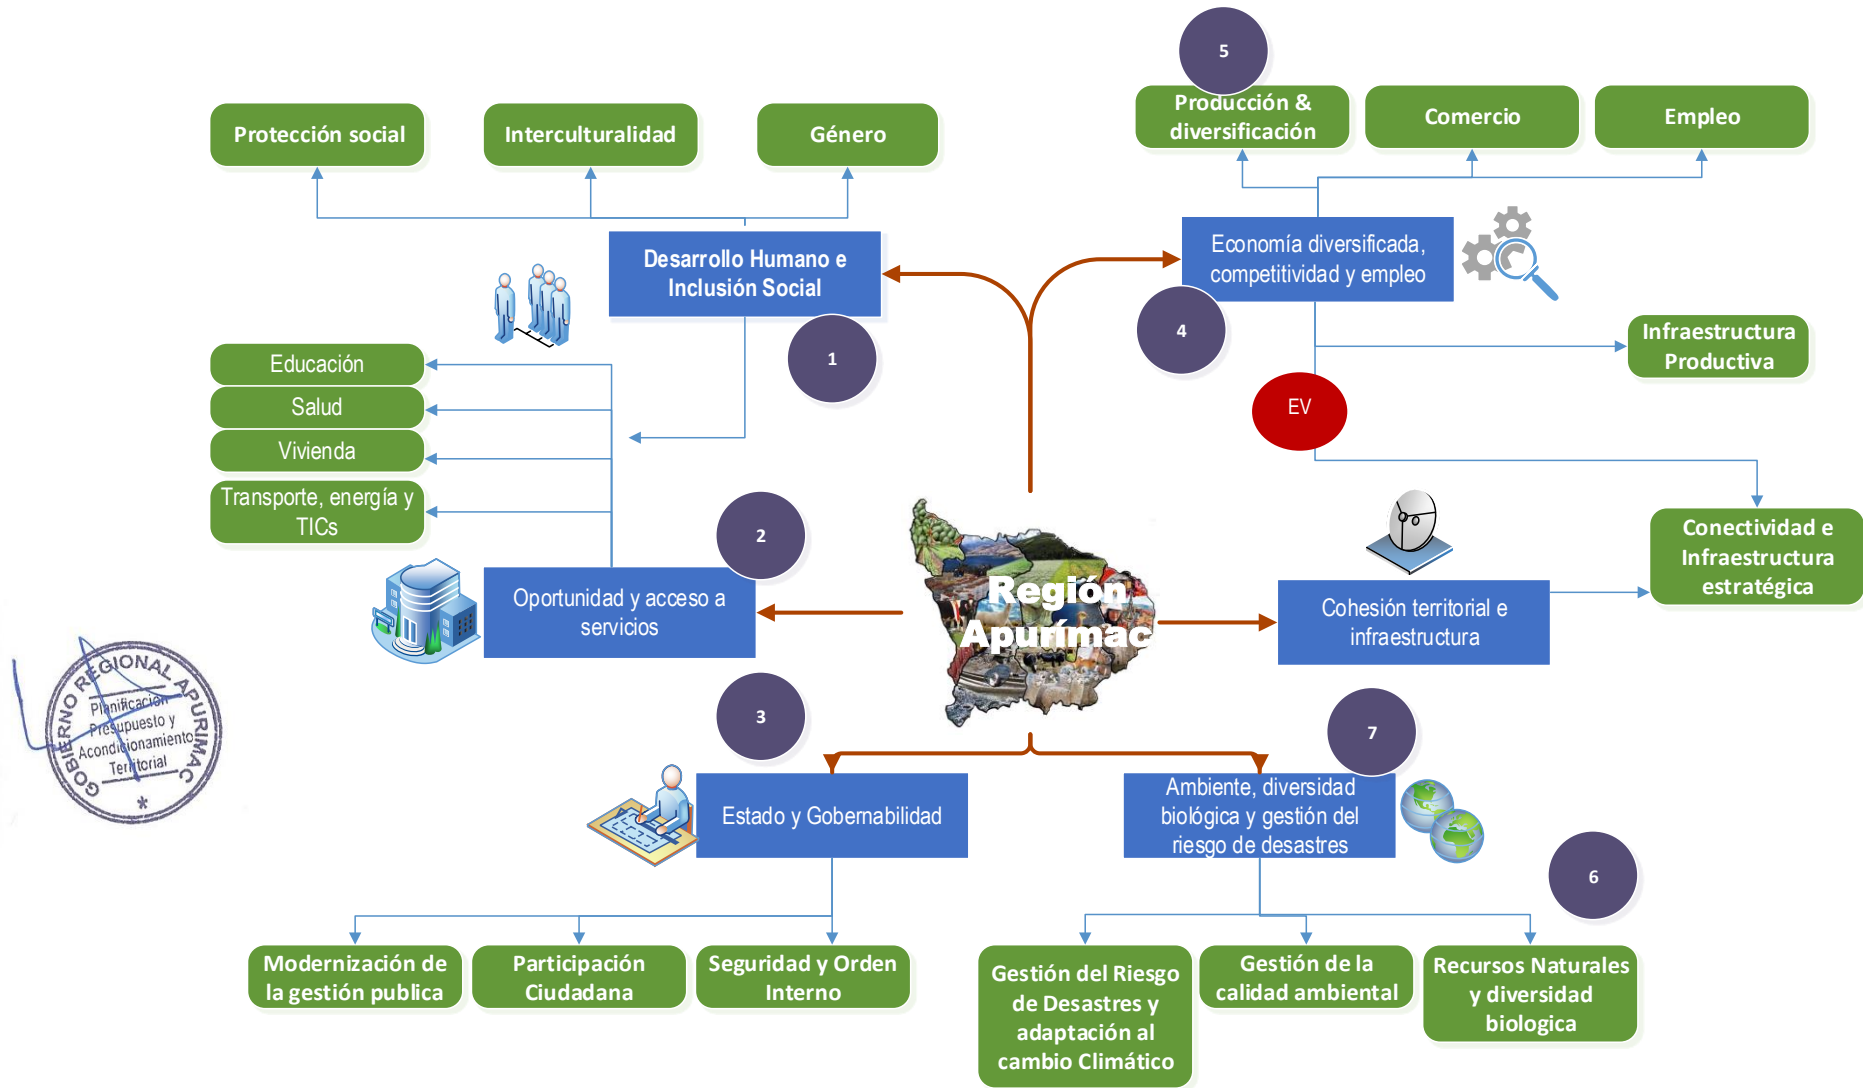 5
Protección social
Interculturalidad
Género
Producción &
diversificación
Comercio
Empleo
Desarrollo Humano e
Inclusión Social
Economía diversificada,
competitividad y empleo
1
4
Infraestructura
Productiva
Educación
Salud
Vivienda
Transporte, energía y
TICs
EV
2
Conectividad e
Infraestructura
estratégica
Oportunidad y acceso a
servicios
Región
Apurímac
Cohesión territorial e
infraestructura
GOBIERNO REGIONAL APURIMAC
Planificación
Presupuesto y
Acondicionamiento
Territorial
3
7
Estado y Gobernabilidad
Ambiente, diversidad
biológica y gestión del
riesgo de desastres
6
Modernización de
la gestión publica
Participación
Ciudadana
Seguridad y Orden
Interno
Gestión del Riesgo
de Desastres y
adaptación al
cambio Climático
Gestión de la
calidad ambiental
Recursos Naturales
y diversidad
biologica